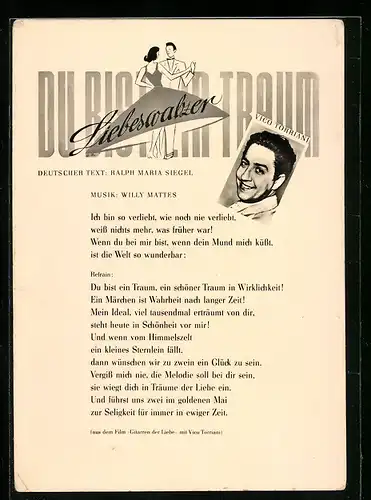 DU BIST EIN TRAUM
Liebeswalzer
VICO TORRIANI
DEUTSCHER TEXT: RALPH MARIA SIEGEL
MUSIK: WILLY MATTES
Ich bin so verliebt, wie noch nie verliebt,
weiß nichts mehr, was früher war!
Wenn du bei mir bist, wenn dein Mund mich küßt,
ist die Welt so wunderbar:
Refrain:
Du bist ein Traum, ein schöner Traum in Wirklichkeit!
Ein Märchen ist Wahrheit nach langer Zeit!
Mein Ideal, viel tausendmal erträumt von dir,
steht heute in Schönheit vor mir!
Und wenn vom Himmelszelt
ein kleines Sternlein fällt,
dann wünschen wir zu zwein ein Glück zu sein.
Vergiß mich nie, die Melodie soll bei dir sein,
sie wiegt dich in Träume der Liebe ein.
Und führst uns zwei im goldenen Mai
zur Seligkeit für immer in ewiger Zeit.
(aus dem Film «Gitarren der Liebe» mit Vico Torriani)